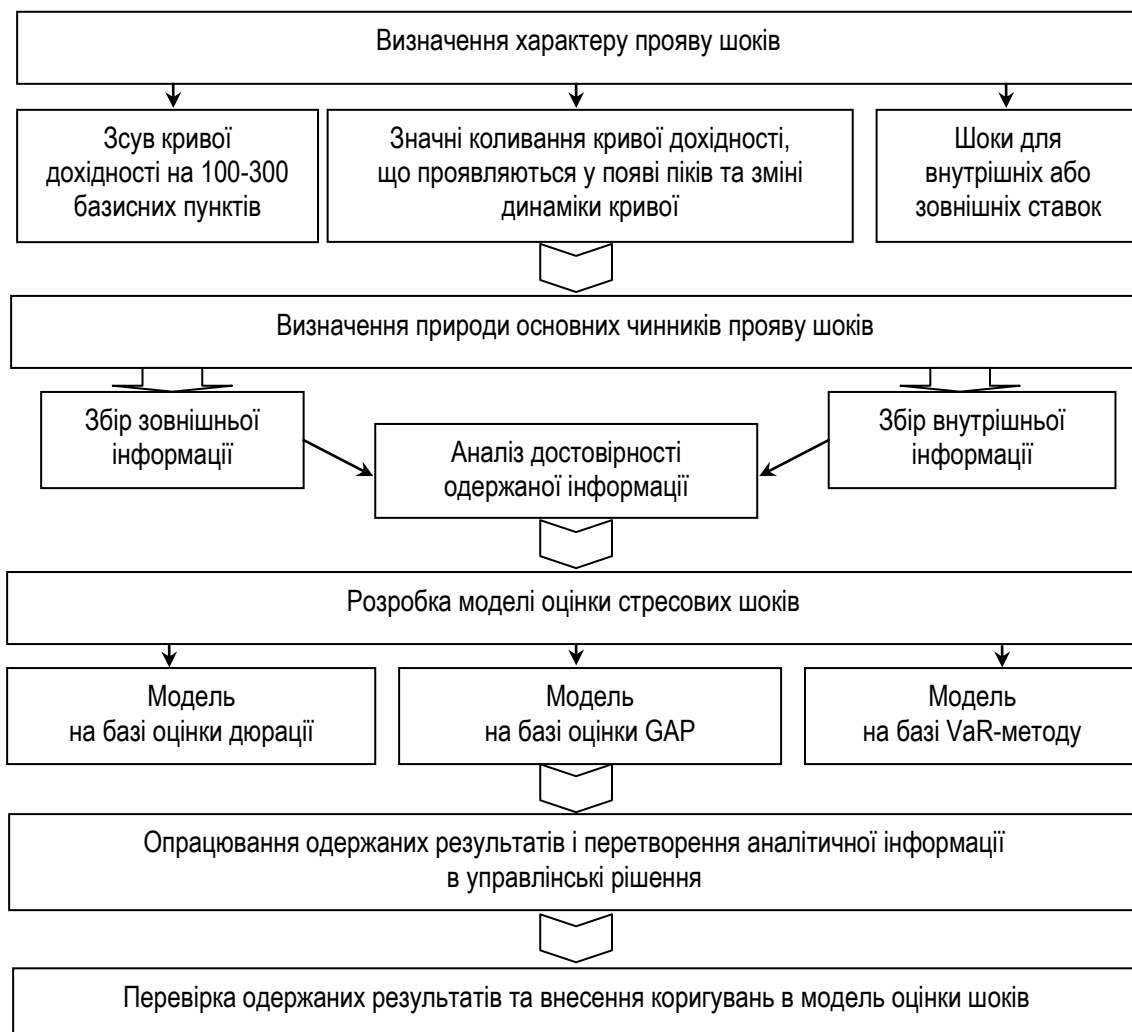 Визначення характеру прояву шоків
Зсув кривої
дохідності на 100-300
базисних пунктів
Значні коливання кривої дохідності,
що проявляються у появі піків та зміні
динаміки кривої
Шоки для
внутрішніх або
зовнішніх ставок
Визначення природи основних чинників прояву шоків
Збір зовнішньої
інформації
Аналіз достовірності
одержаної інформації
Збір внутрішньої
інформації
Розробка моделі оцінки стресових шоків
Модель
на базі оцінки дюрації
Модель
на базі оцінки GAP
Модель
на базі VaR-методу
Опрацювання одержаних результатів і перетворення аналітичної інформації
в управлінські рішення
Перевірка одержаних результатів та внесення коригувань в модель оцінки шоків